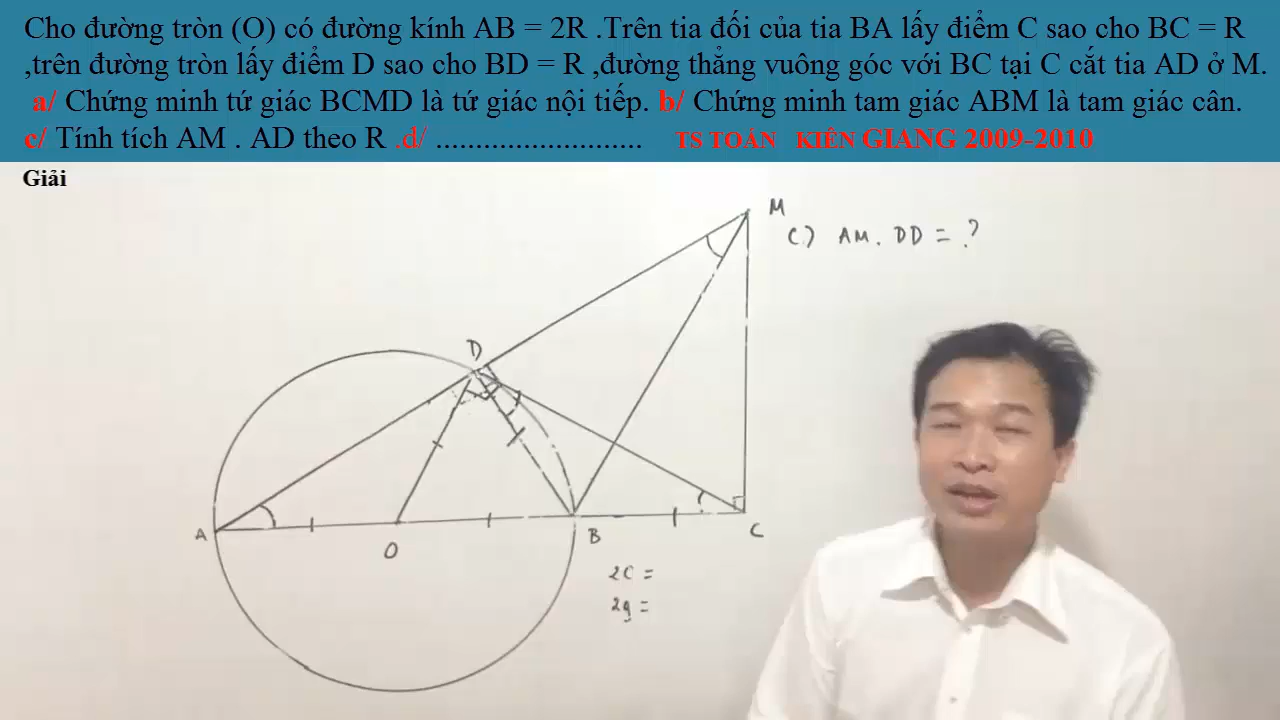 Cho đường tròn (O) có đường kính AB = 2R .Trên tia đối của tia BA lấy điểm C sao cho BC = R
,trên đường tròn lấy điểm D sao cho BD = R ,đường thẳng vuông góc với BC tại C cắt tia AD ở M.
a/ Chứng minh tứ giác BCMD là tứ giác nội tiếp. b/ Chứng minh tam giác ABM là tam giác cân.
c/ Tính tích AM . AD theo R .d/ .......................... TS TOÁN KIÊN GIANG 2009-2010
Giải
M
C) AM. DD = ?
D
A
O
B
C
2C =
2g =